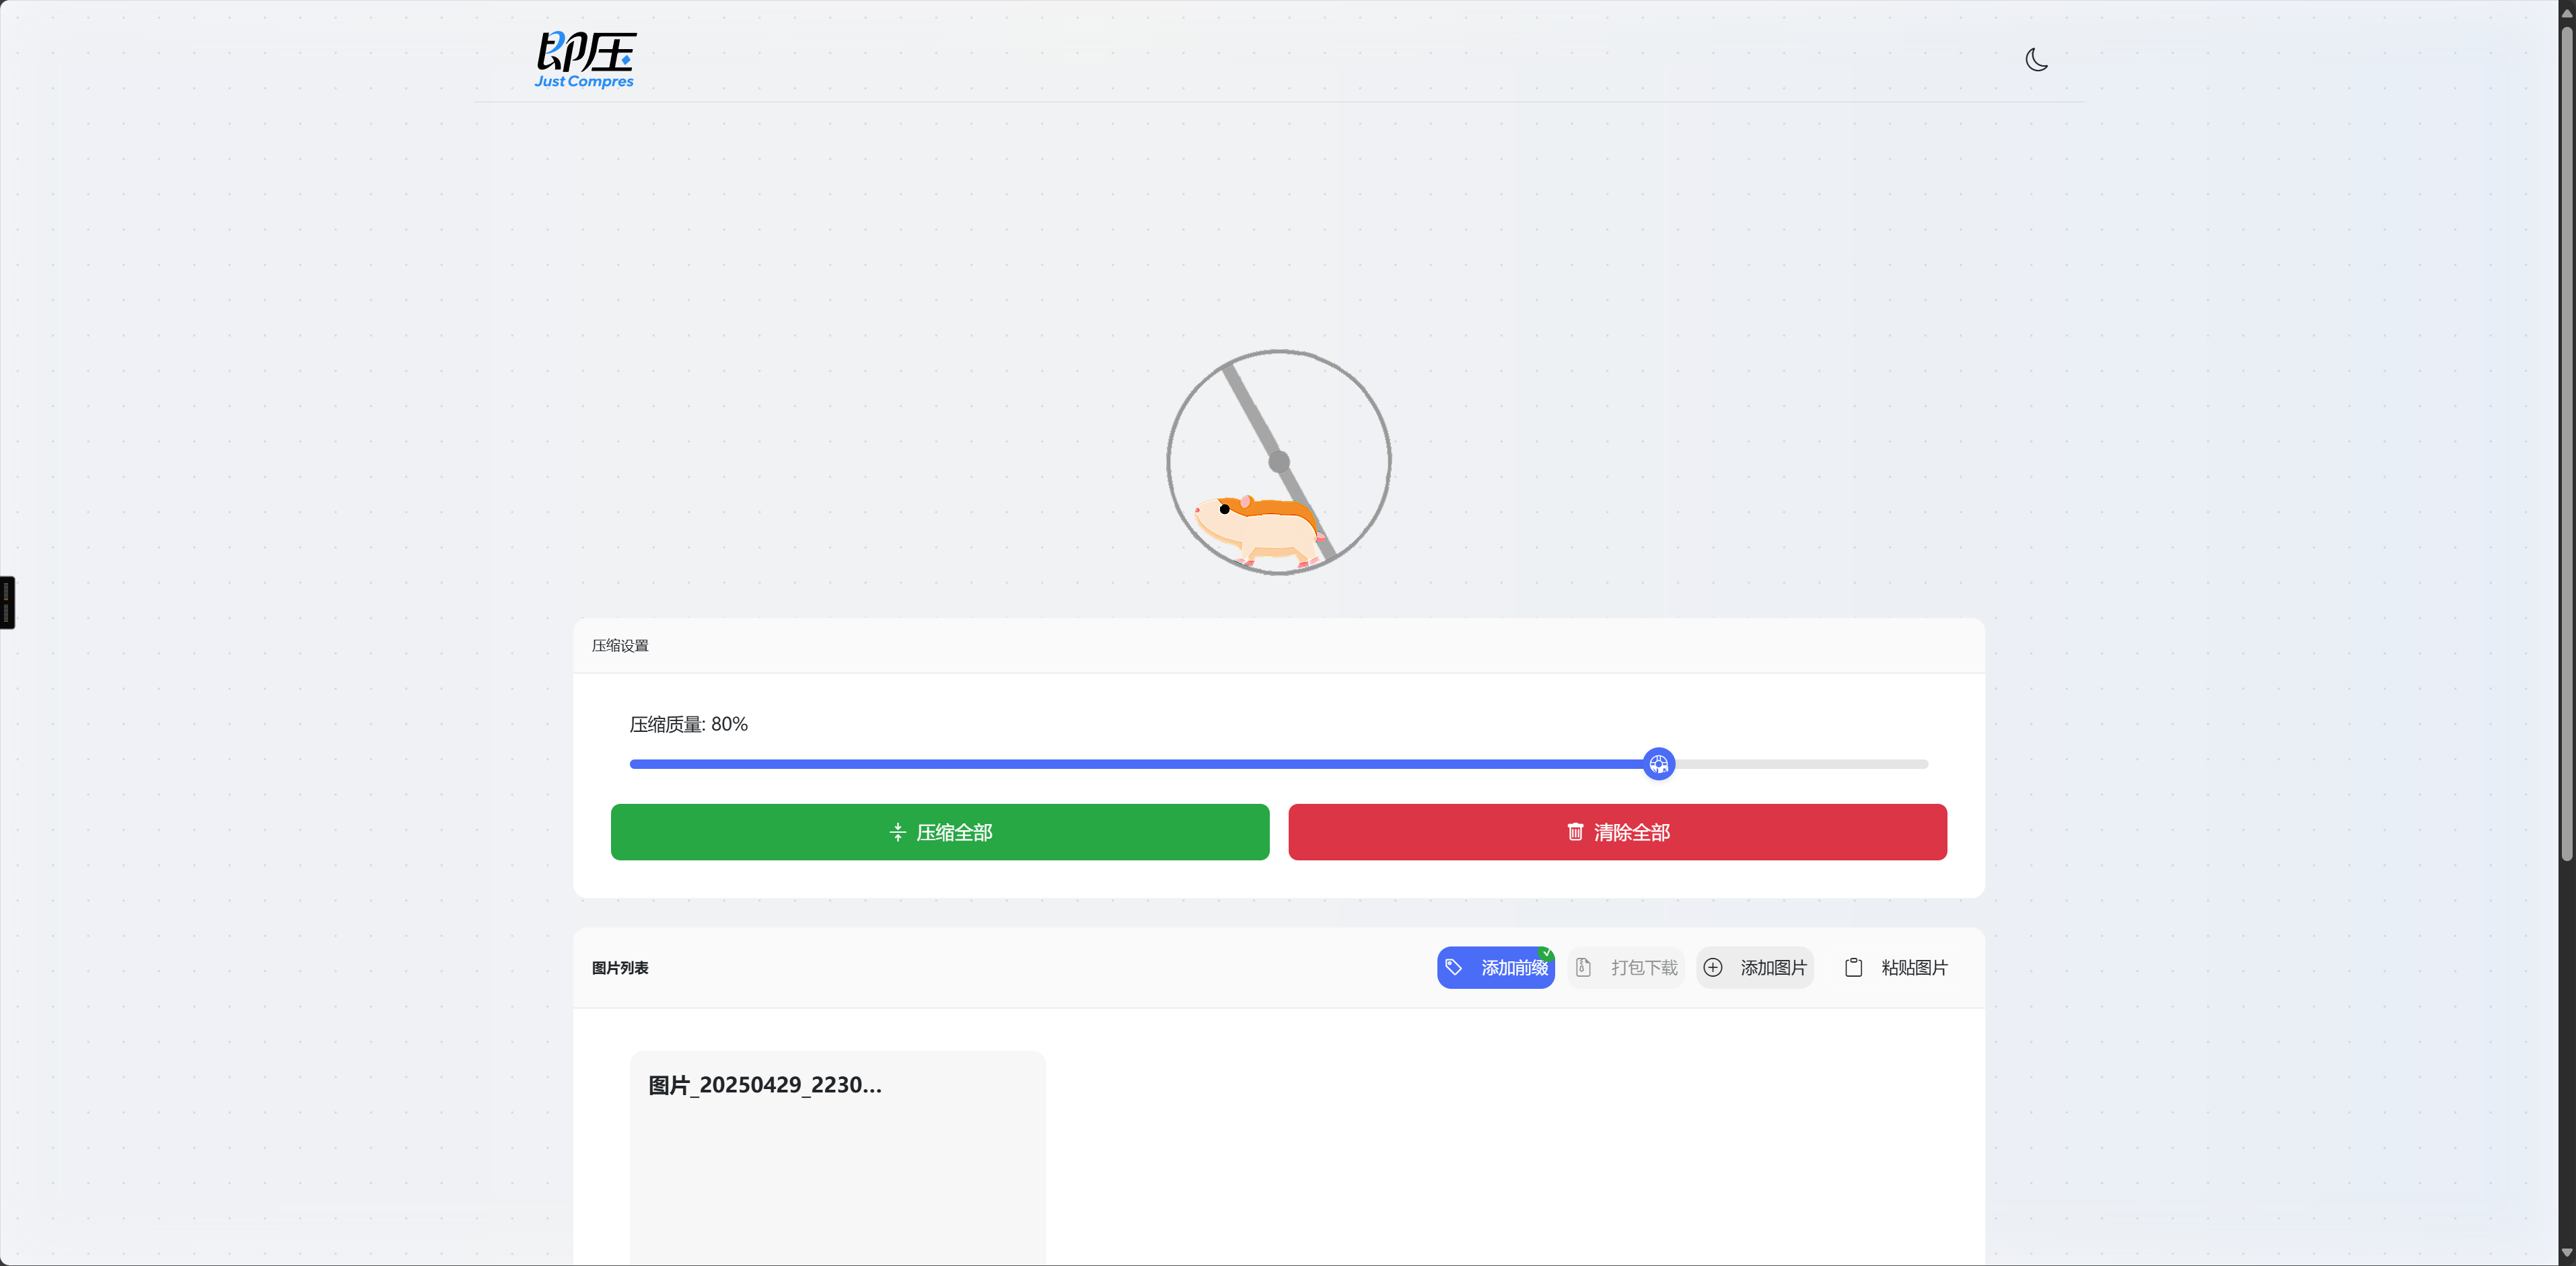 即压
Just Compres
压缩设置
压缩质量: 80%
压缩全部
清除全部
图片列表
添加前缀
打包下载
添加图片
粘贴图片
图片_20250429_2230...